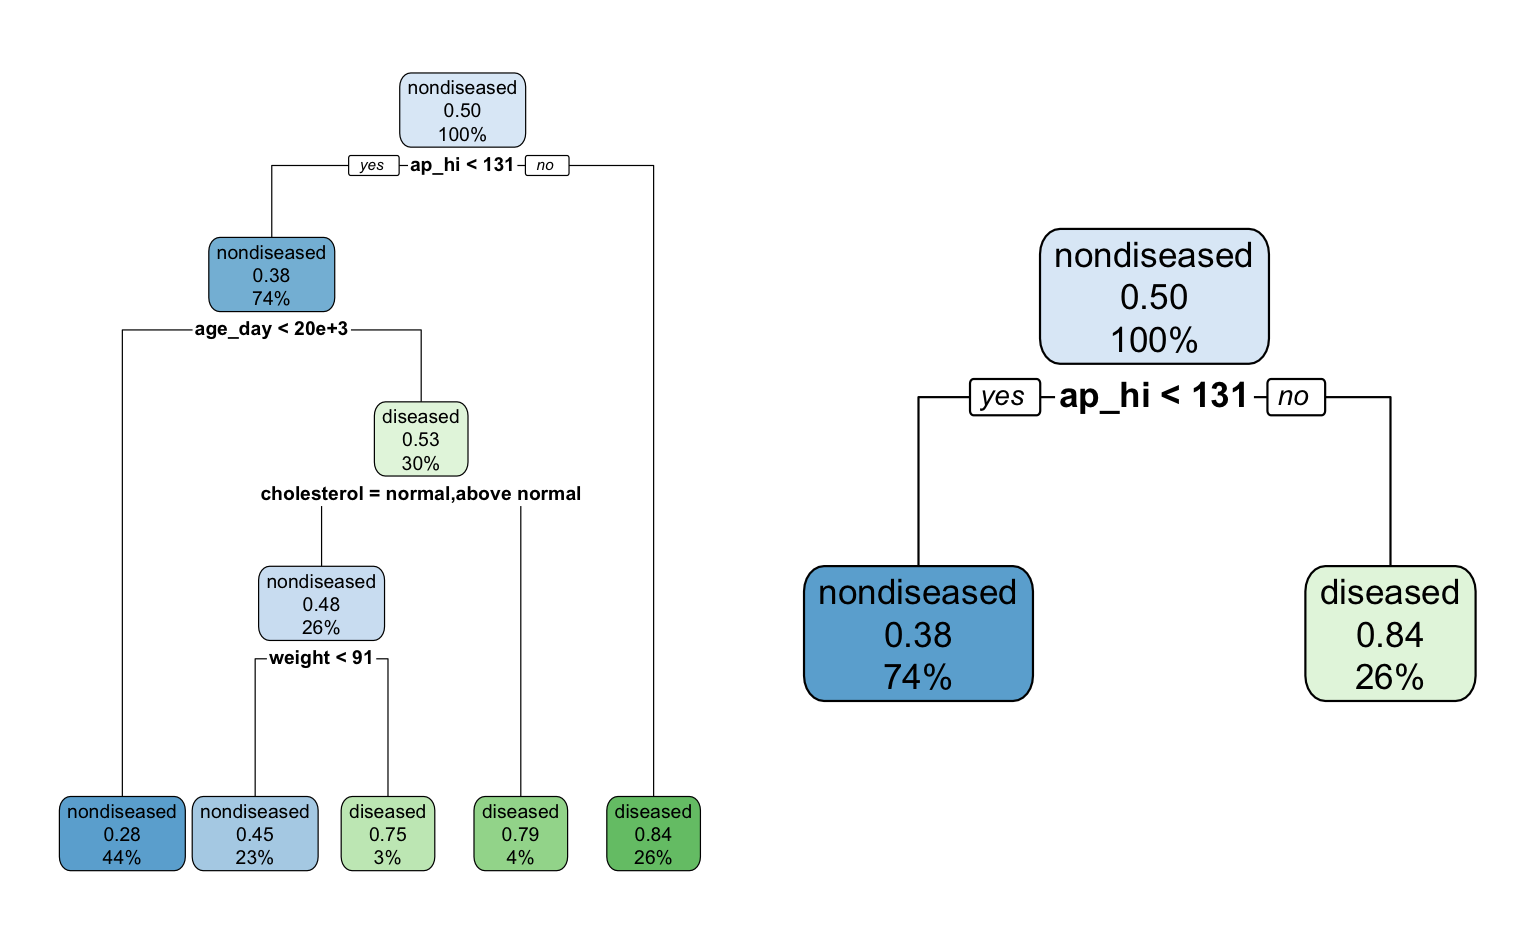 nondiseased
0.50
100%
yes ap_hi < 131 no
nondiseased
0.38
74%
age_day < 20e+3
diseased
0.53
30%
cholesterol = normal,above normal
nondiseased
0.48
26%
weight < 91
nondiseased
0.28
44%
nondiseased
0.45
23%
diseased
0.75
3%
diseased
0.79
4%
diseased
0.84
26%
nondiseased
0.50
100%
yes ap_hi < 131 no
nondiseased
0.38
74%
diseased
0.84
26%